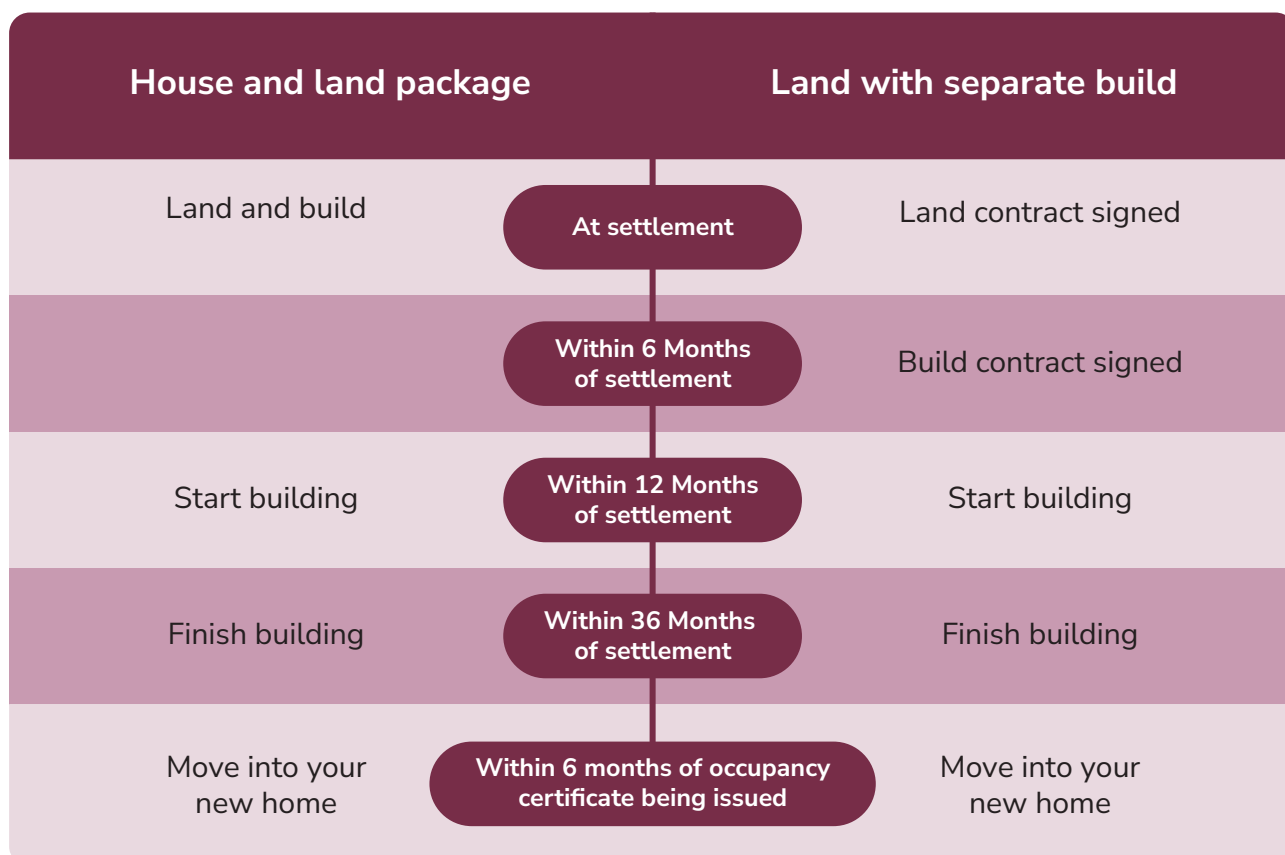 House and land package
Land with separate build
Land and build
At settlement
Land contract signed
Within 6 Months
of settlement
Build contract signed
Start building
Within 12 Months
of settlement
Start building
Finish building
Within 36 Months
of settlement
Finish building
Move into your
new home
Within 6 months of occupancy
certificate being issued
Move into your
new home